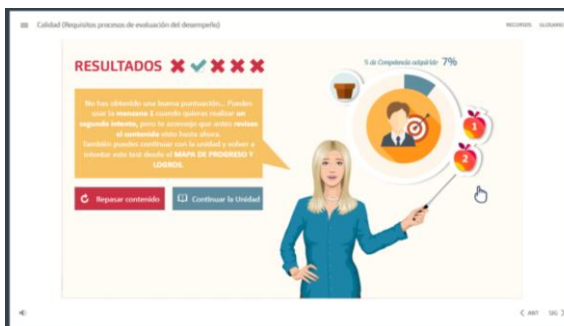 Calidad (Requisitos procesos de evaluación del desempeño)
RECURSOS GLOSARIO
RESULTADOS
% de Competencia adquirida: 7%
No has obtenido una buena puntuación... Puedes
usar la manzana 1 cuando quieras realizar un
segundo intento, pero te aconsejo que antes revises
el contenido visto hasta ahora.
También puedes continuar con la unidad y volver a
intentar este test desde el MAPA DE PROGRESO Y
LOGROS.
1
2
Repasar contenido
Continuar la Unidad
ANT SIG